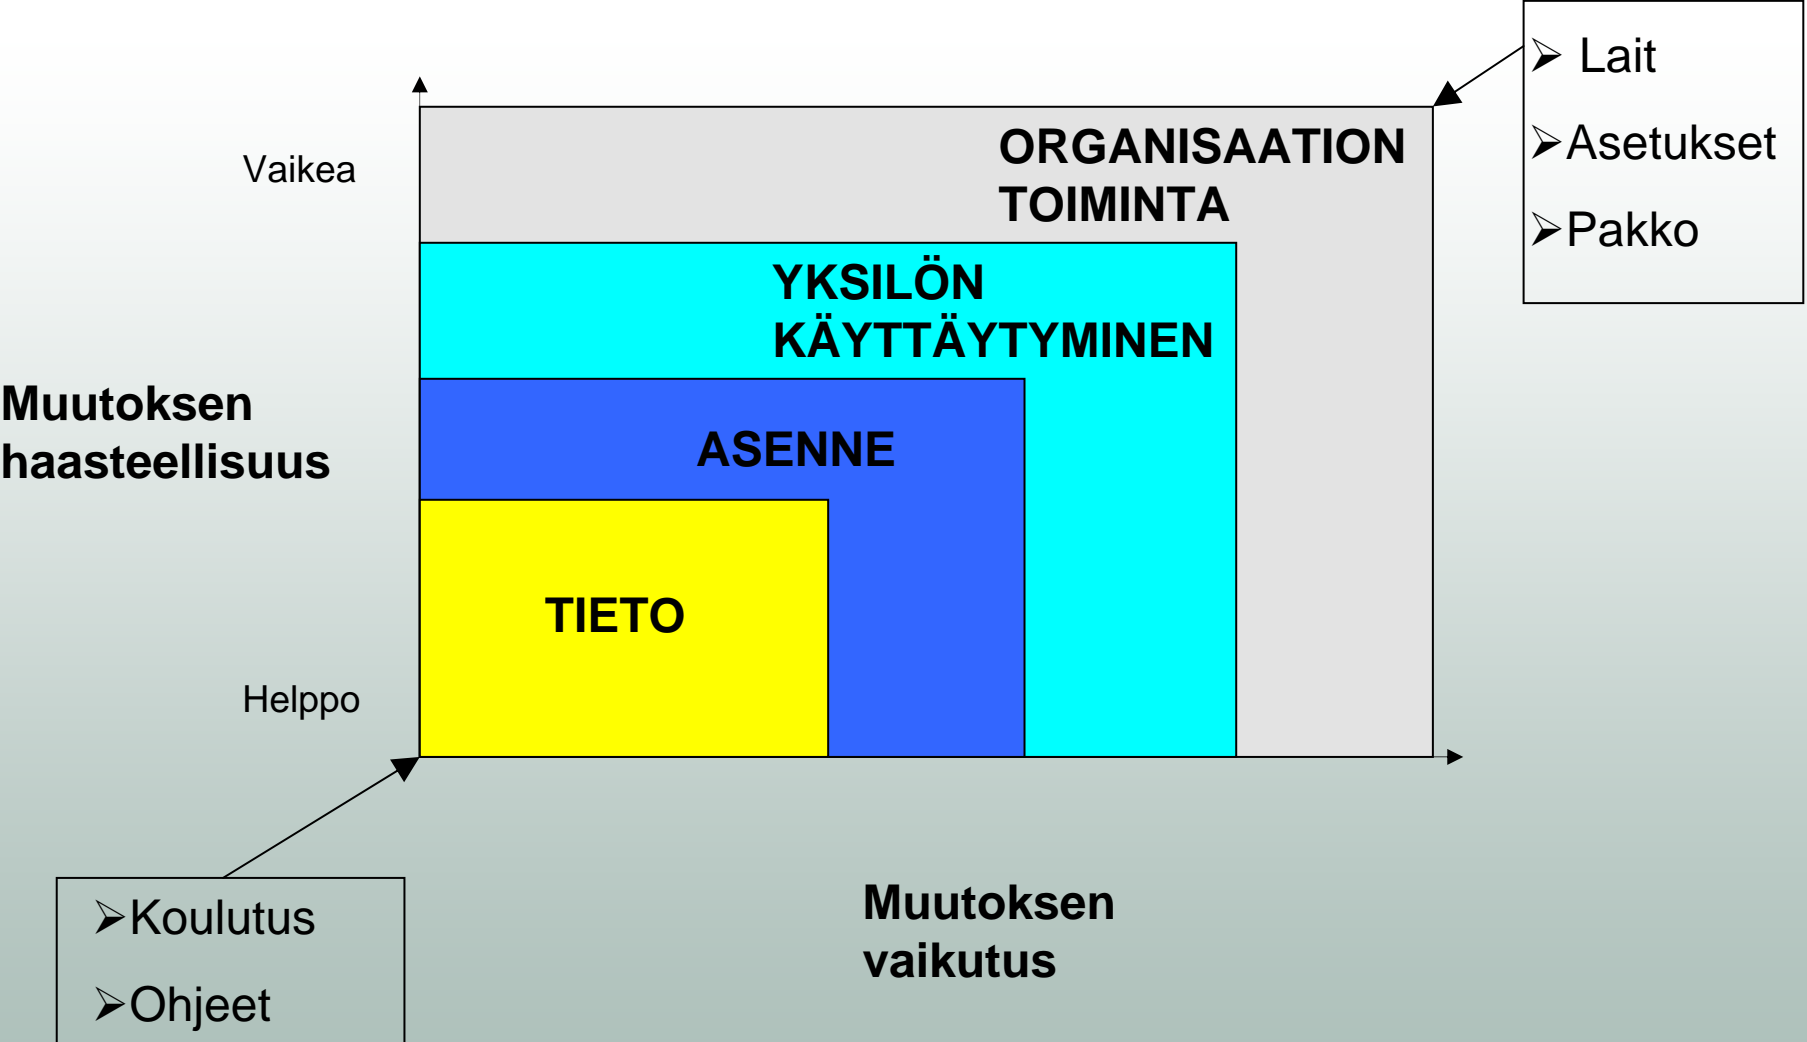 ➢ Lait
➢Asetukset
➢Pakko
Vaikea
ORGANISAATION
TOIMINTA
YKSILÖN
KÄYTTÄYTYMINEN
Muutoksen
haasteellisuus
ASENNE
TIETO
Helppo
➢Koulutus
➢Ohjeet
Muutoksen
vaikutus